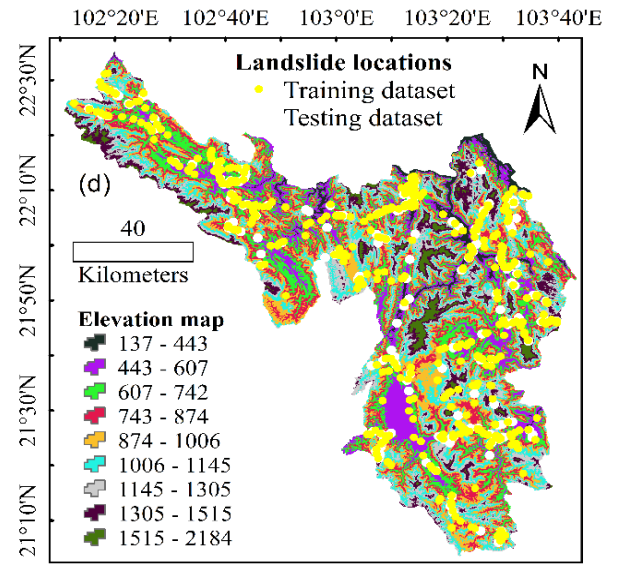 102°20'E 102°40'E 103°0'E 103°20'E 103°40'E
22°30'N
22°10'N
21°50'N
21°30'N
21°10'N
Landslide locations
Training dataset
Testing dataset
N
(d)
40
Kilometers
Elevation map
137 - 443
443 - 607
607 - 742
743 - 874
874 - 1006
1006 - 1145
1145 - 1305
1305 - 1515
1515 - 2184